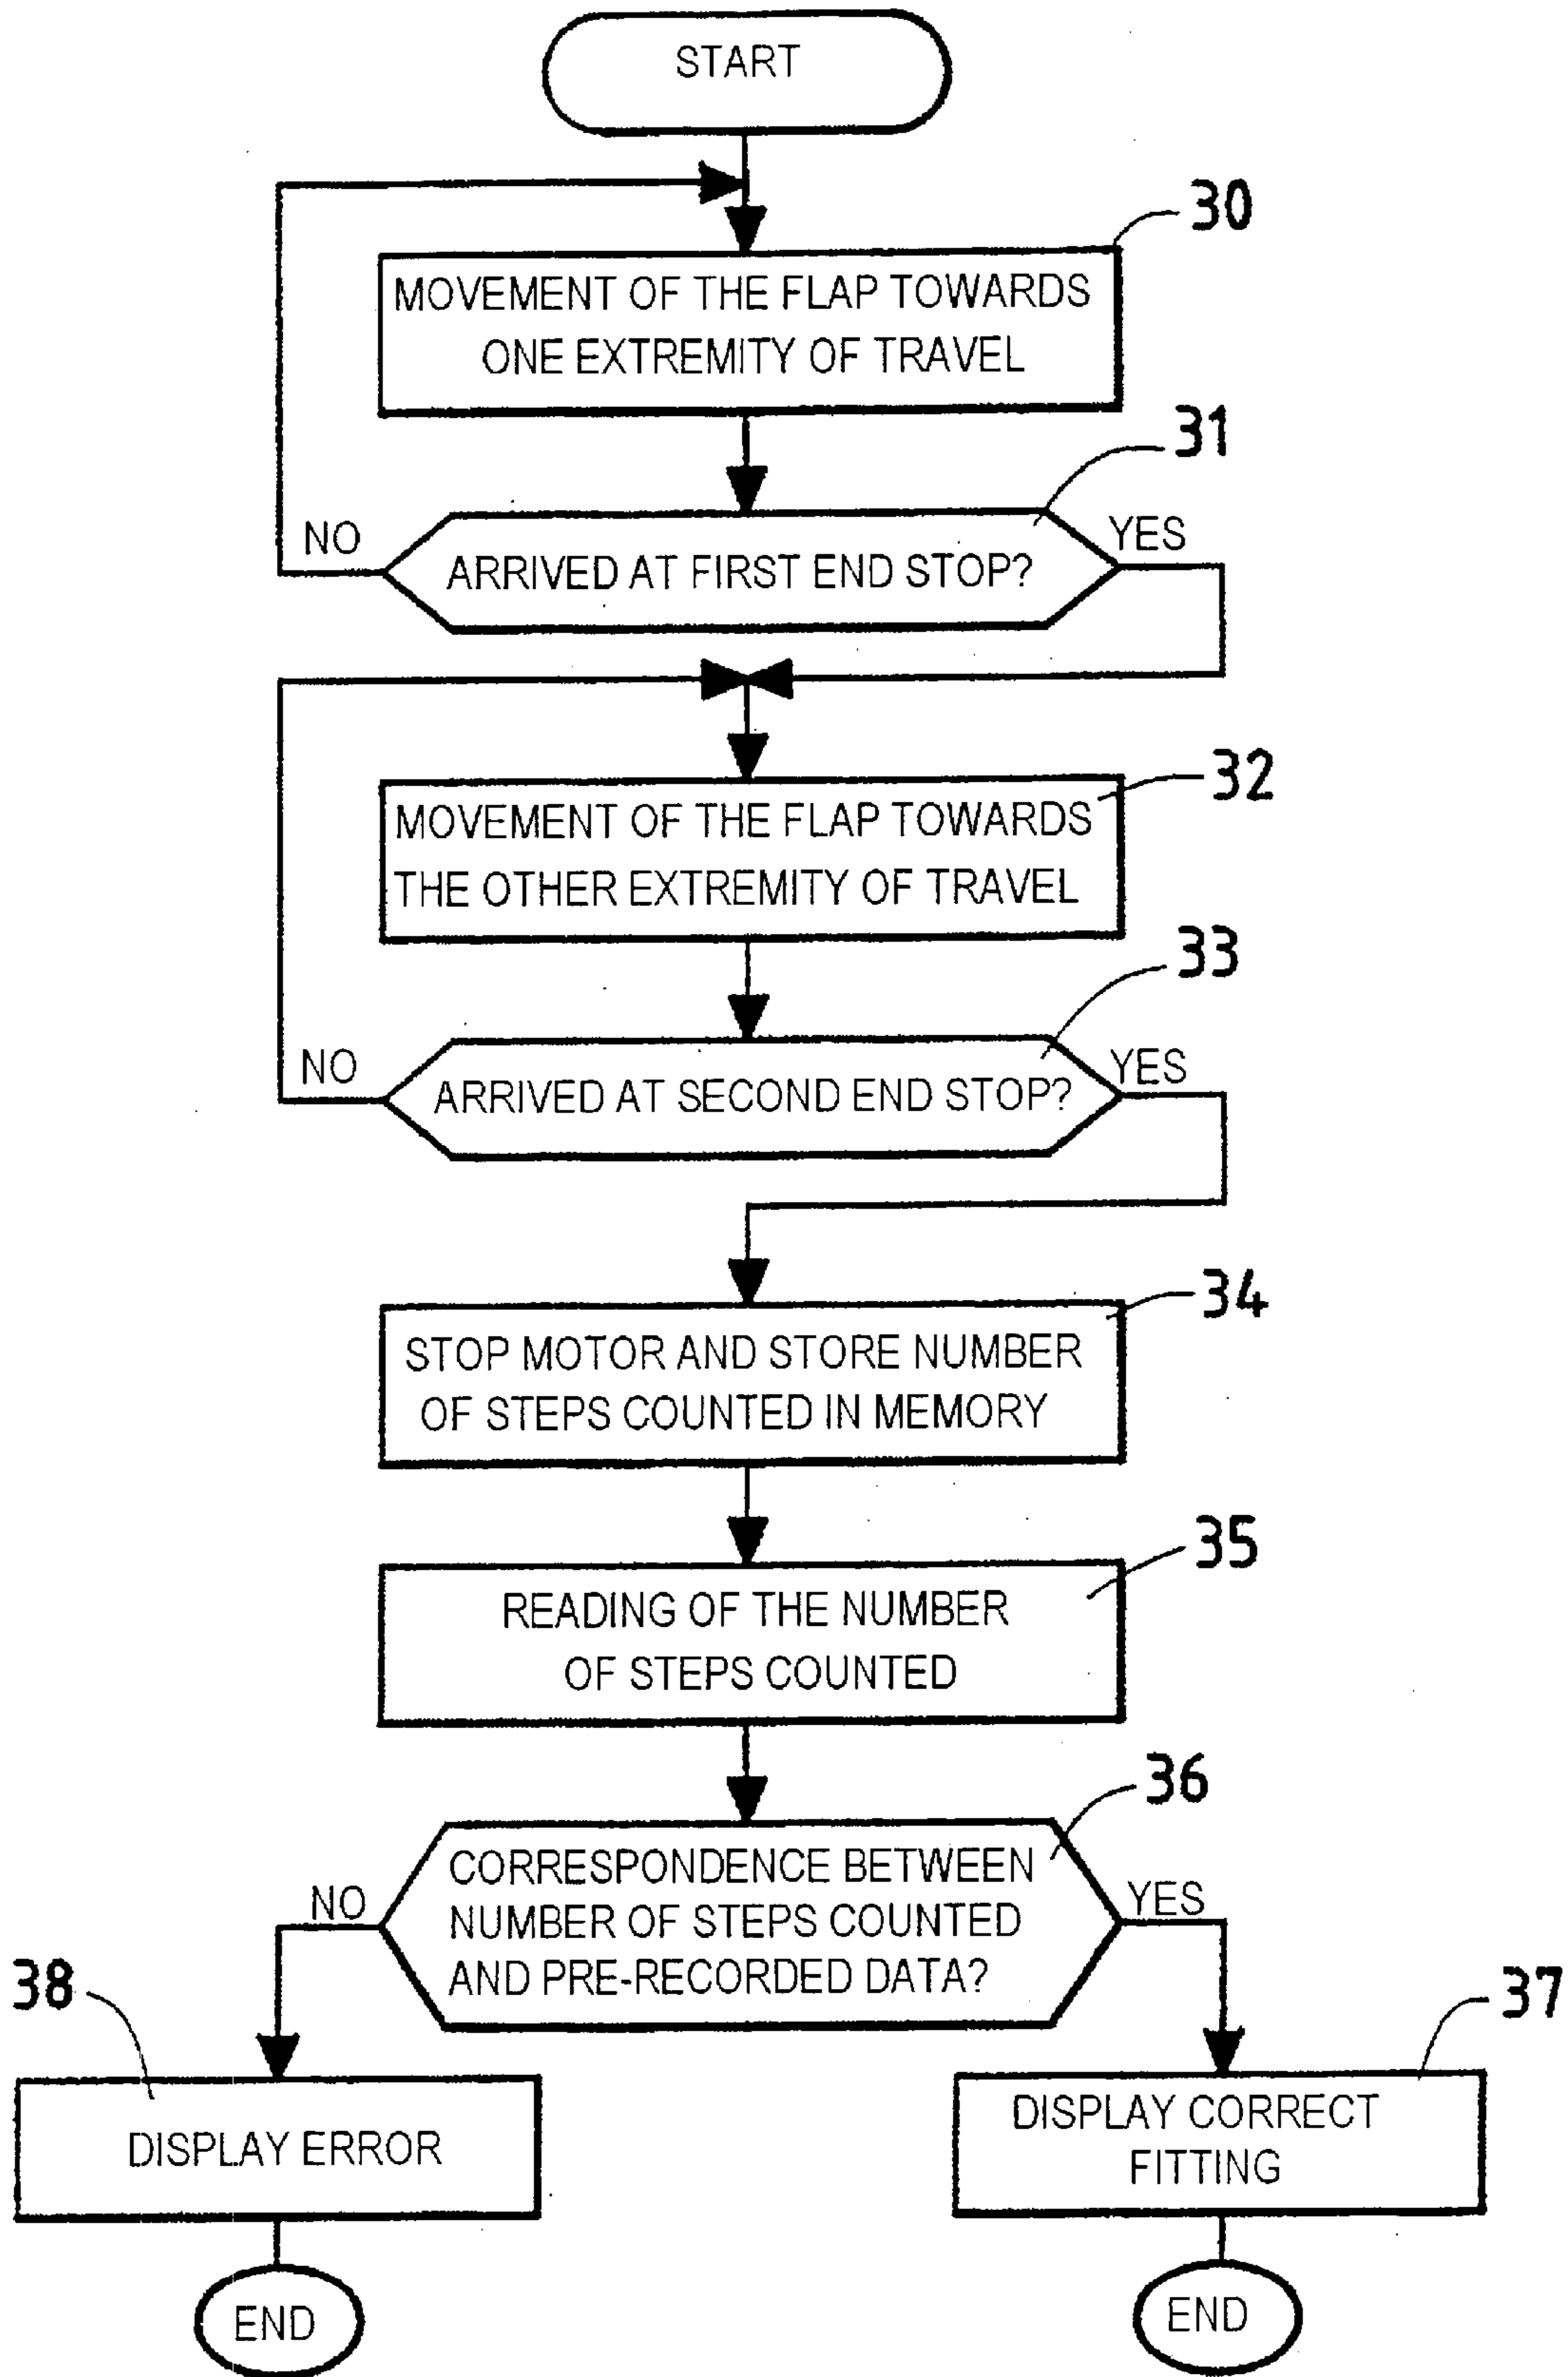 START
30
MOVEMENT OF THE FLAP TOWARDS
ONE EXTREMITY OF TRAVEL
31
NO
YES
ARRIVED AT FIRST END STOP?
32
MOVEMENT OF THE FLAP TOWARDS
THE OTHER EXTREMITY OF TRAVEL
33
NO
YES
ARRIVED AT SECOND END STOP?
34
STOP MOTOR AND STORE NUMBER
OF STEPS COUNTED IN MEMORY
35
READING OF THE NUMBER
OF STEPS COUNTED
36
CORRESPONDENCE BETWEEN
NUMBER OF STEPS COUNTED
AND PRE-RECORDED DATA?
NO
YES
38
37
DISPLAY ERROR
DISPLAY CORRECT
FITTING
END
END